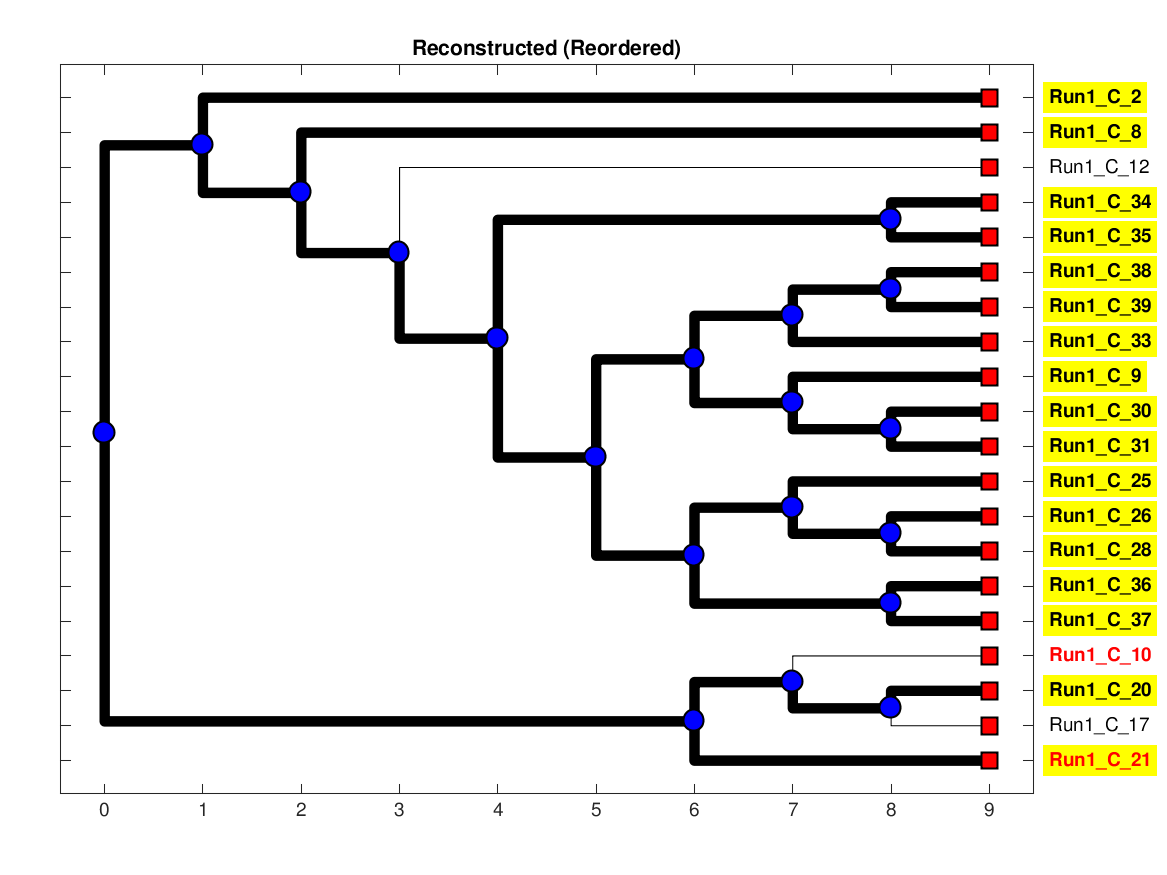 Reconstructed (Reordered)
Run1_C_2
Run1_C_8
Run1_C_12
Run1_C_34
Run1_C_35
Run1_C_38
Run1_C_39
Run1_C_33
Run1_C_9
Run1_C_30
Run1_C_31
Run1_C_25
Run1_C_26
Run1_C_28
Run1_C_36
Run1_C_37
Run1_C_10
Run1_C_20
Run1_C_17
Run1_C_21
0 1 2 3 4 5 6 7 8 9